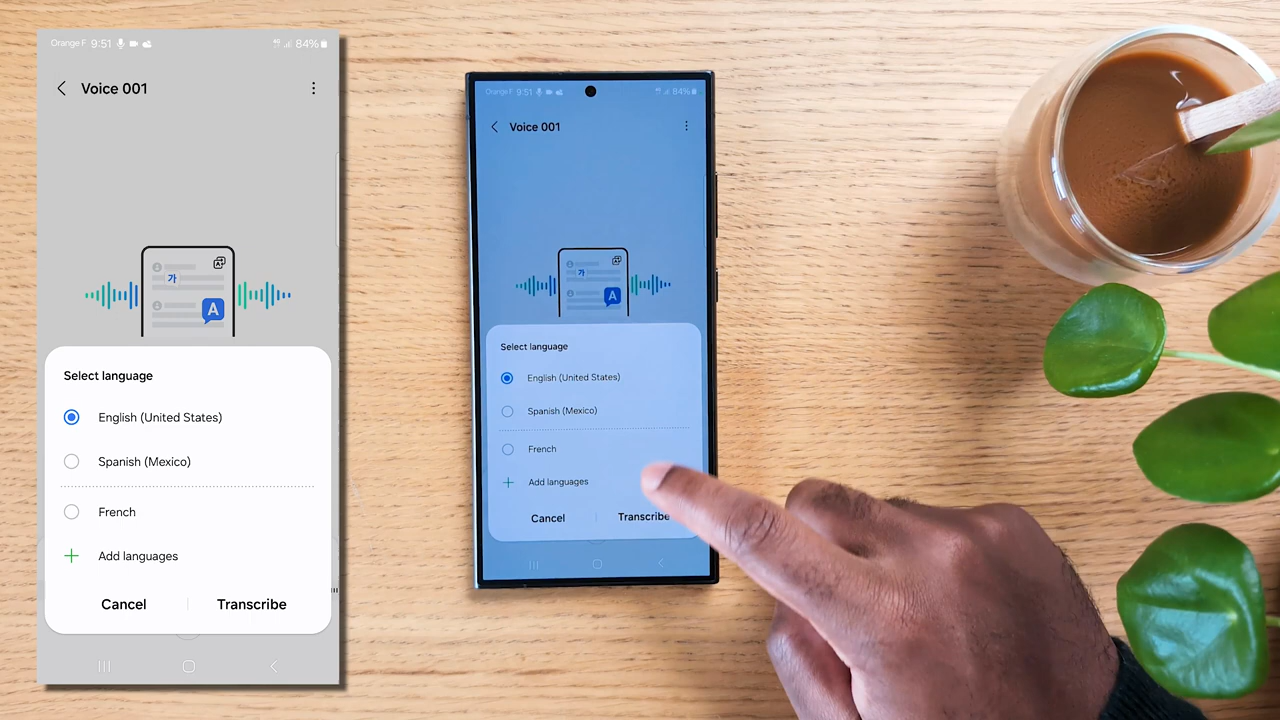 Orange F 9:51 84%
Voice 001
가
A
Select language
English (United States)
Spanish (Mexico)
French
Add languages
Cancel Transcribe
Orange F 9:51 84%
Voice 001
가
A
Select language
English (United States)
Spanish (Mexico)
French
Add languages
Cancel Transcribe